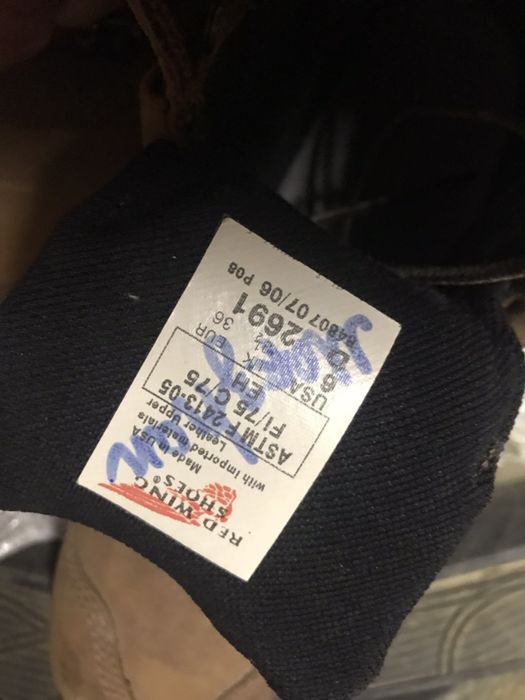 RED WING
SHOES®
Made in USA
with Imported materials
Leather Upper
ASTM F 2413-05
FI/75 C/75
EH
USA UK EUR
6 36
D 2691
84807 07/06 P08